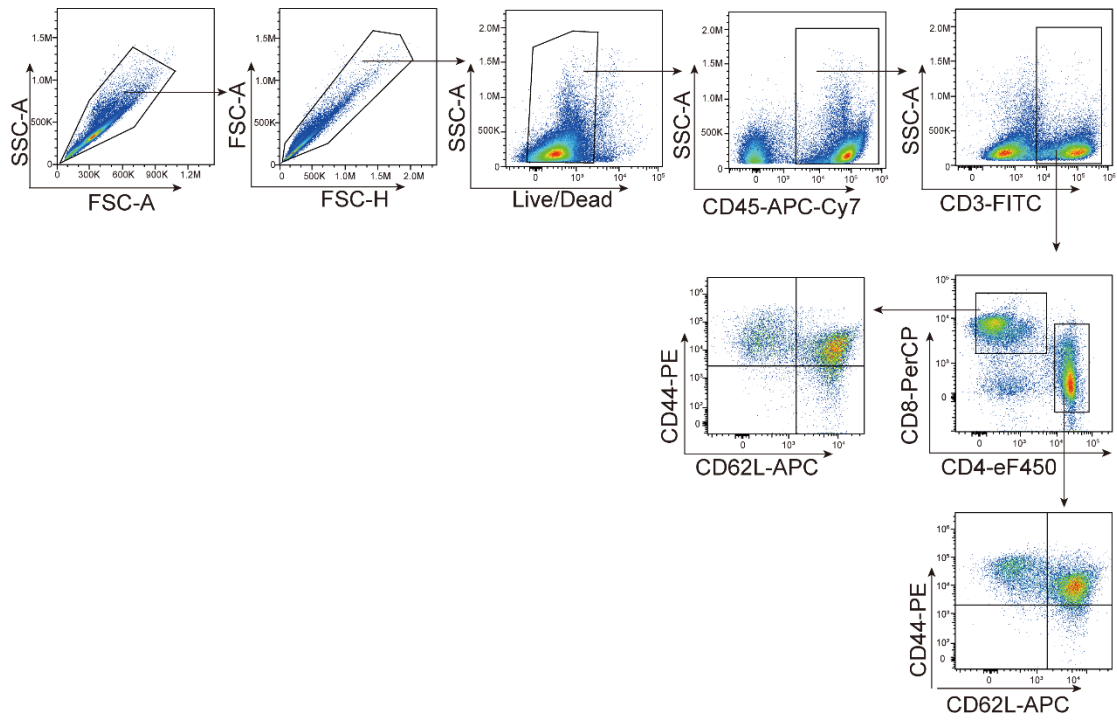 SSC-A
1.5M
1.0M
500K
0
0 300K 600K 900K 1.2M
FSC-A
FSC-A
1.5M
1.0M
500K
0
0 500K 1.0M 1.5M 2.0M
FSC-H
SSC-A
2.0M
1.5M
1.0M
500K
0
0 10³ 10⁴ 10⁵
Live/Dead
SSC-A
2.0M
1.5M
1.0M
500K
0
0 10³ 10⁴ 10⁵ 10⁶
CD45-APC-Cy7
SSC-A
2.0M
1.5M
1.0M
500K
0
0 10³ 10⁴ 10⁵ 10⁶
CD3-FITC
CD44-PE
10⁶
10⁵
10⁴
10³
10²
0
0 10³ 10⁴
CD62L-APC
CD8-PerCP
10⁵
10⁴
10³
0
0 10³ 10⁴ 10⁵
CD4-eF450
CD44-PE
10⁶
10⁵
10⁴
10³
0
0 10³ 10⁴
CD62L-APC